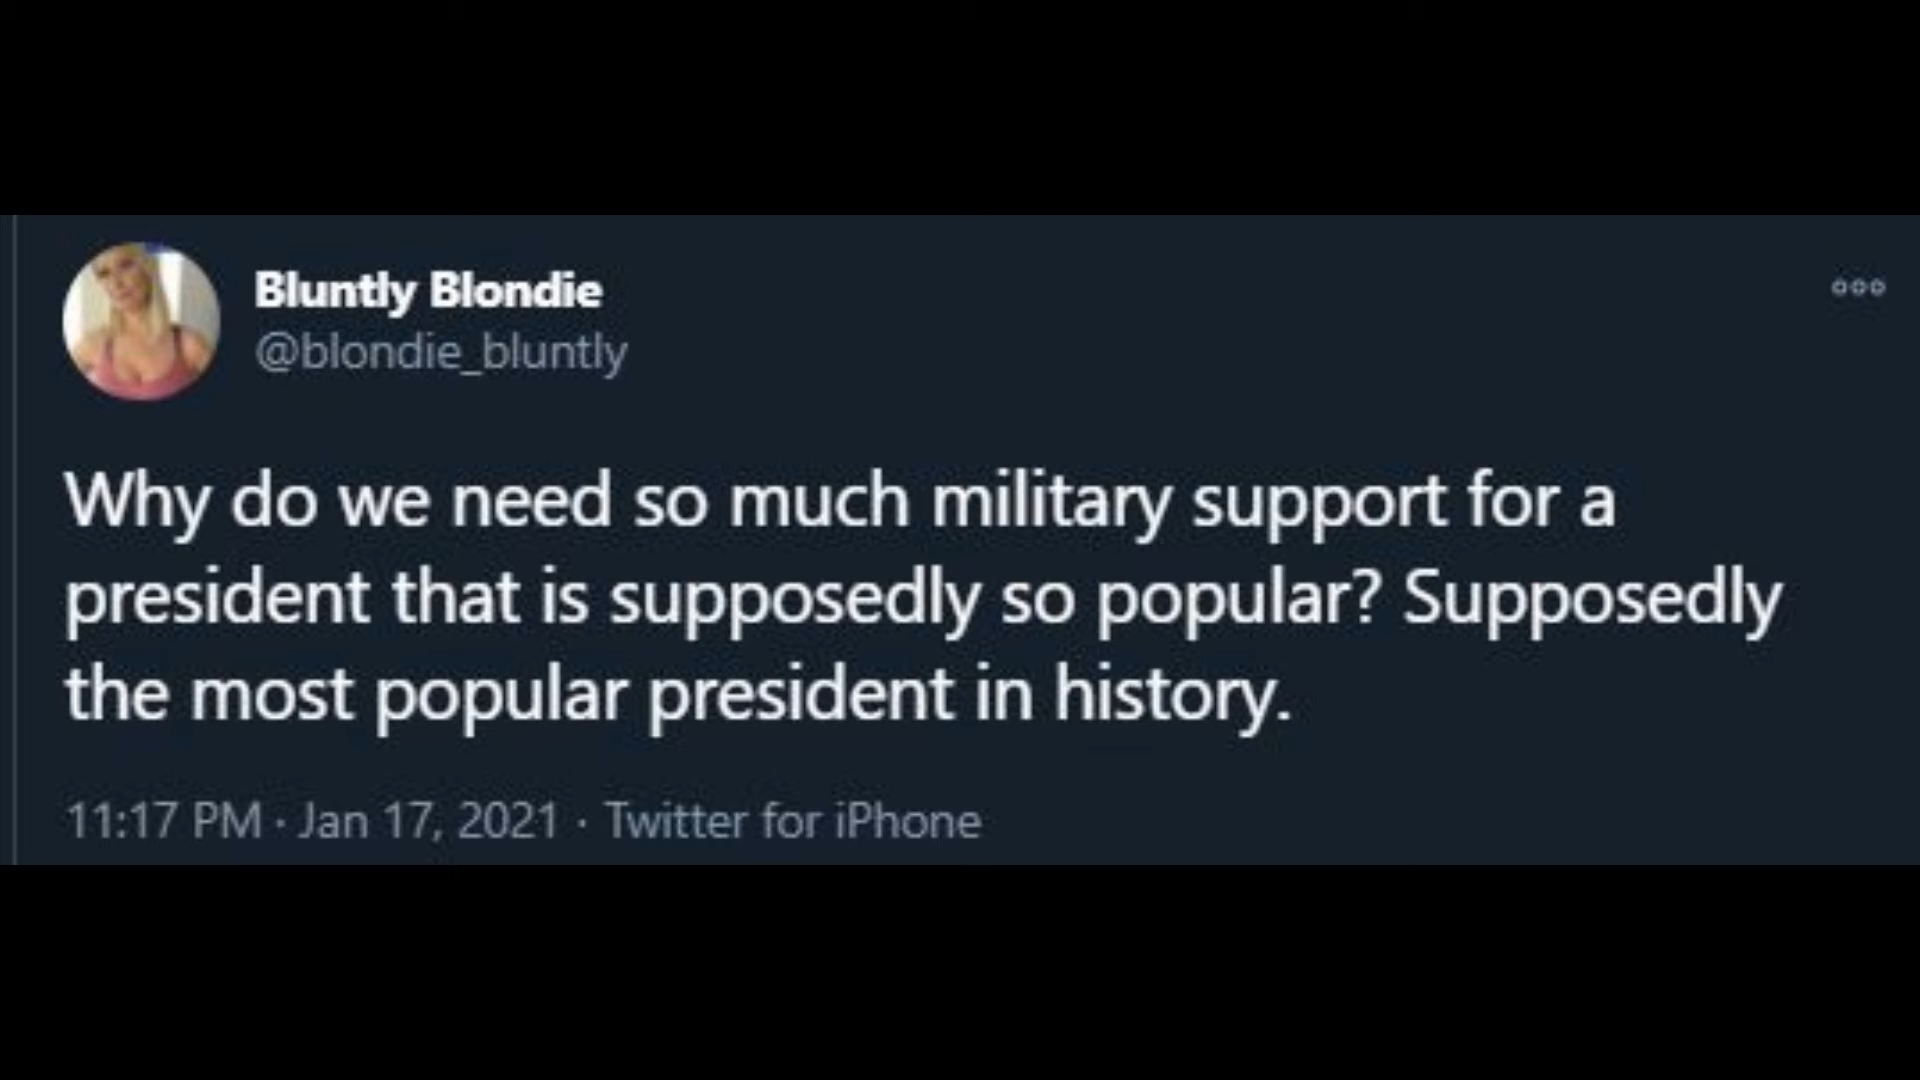 Bluntly Blondie
@blondie_bluntly
Why do we need so much military support for a
president that is supposedly so popular? Supposedly
the most popular president in history.
11:17 PM · Jan 17, 2021 · Twitter for iPhone